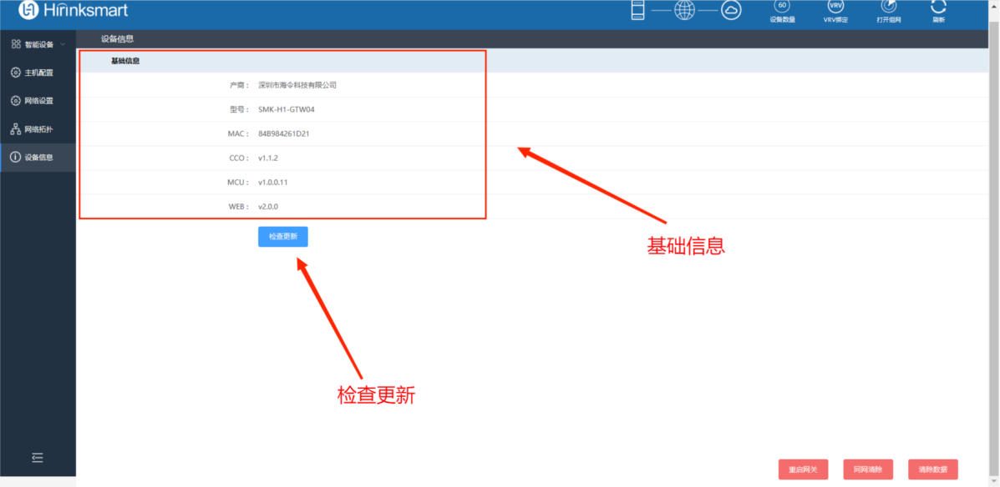 Hirinksmart
60
VRV
设备数量
VRV绑定
打开组网
刷新
智能设备
主机配置
网络设置
网络拓扑
设备信息
设备信息
基础信息
产商： 深圳市海令科技有限公司
型号： SMK-H1-GTW04
MAC： 84B984261D21
CCO： v1.1.2
MCU： v1.0.0.11
WEB： v2.0.0
检查更新
基础信息
检查更新
重启网关
同网清除
清除数据